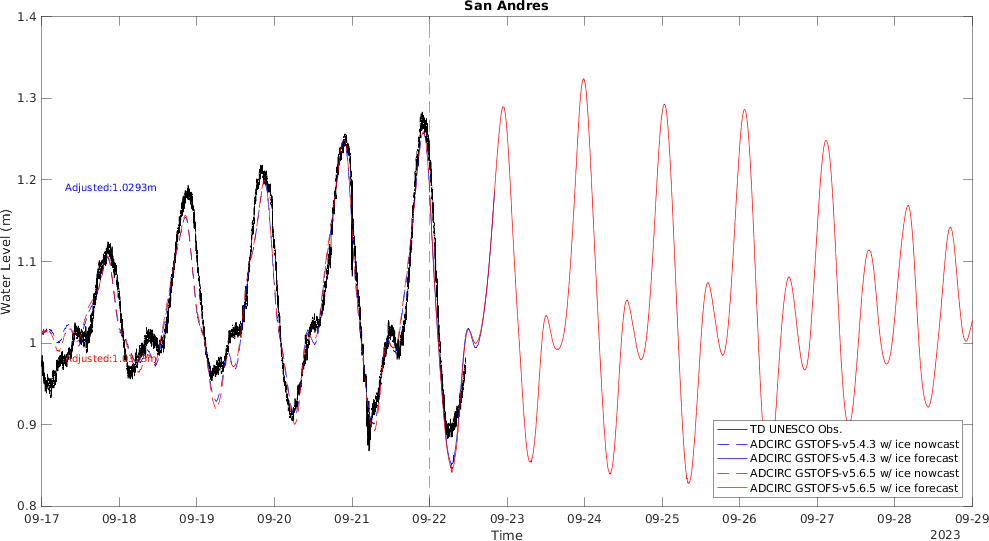 San Andres
1.4
1.3
1.2
1.1
1
0.9
0.8
Water Level (m)
Adjusted:1.0293m
09-17
09-18
09-19
09-20
09-21
09-22
09-23
09-24
09-25
09-26
09-27
09-28
09-29
Time
2023
TD UNESCO Obs.
ADCIRC GSTOFS-v5.4.3 w/ ice nowcast
ADCIRC GSTOFS-v5.4.3 w/ ice forecast
ADCIRC GSTOFS-v5.6.5 w/ ice nowcast
ADCIRC GSTOFS-v5.6.5 w/ ice forecast